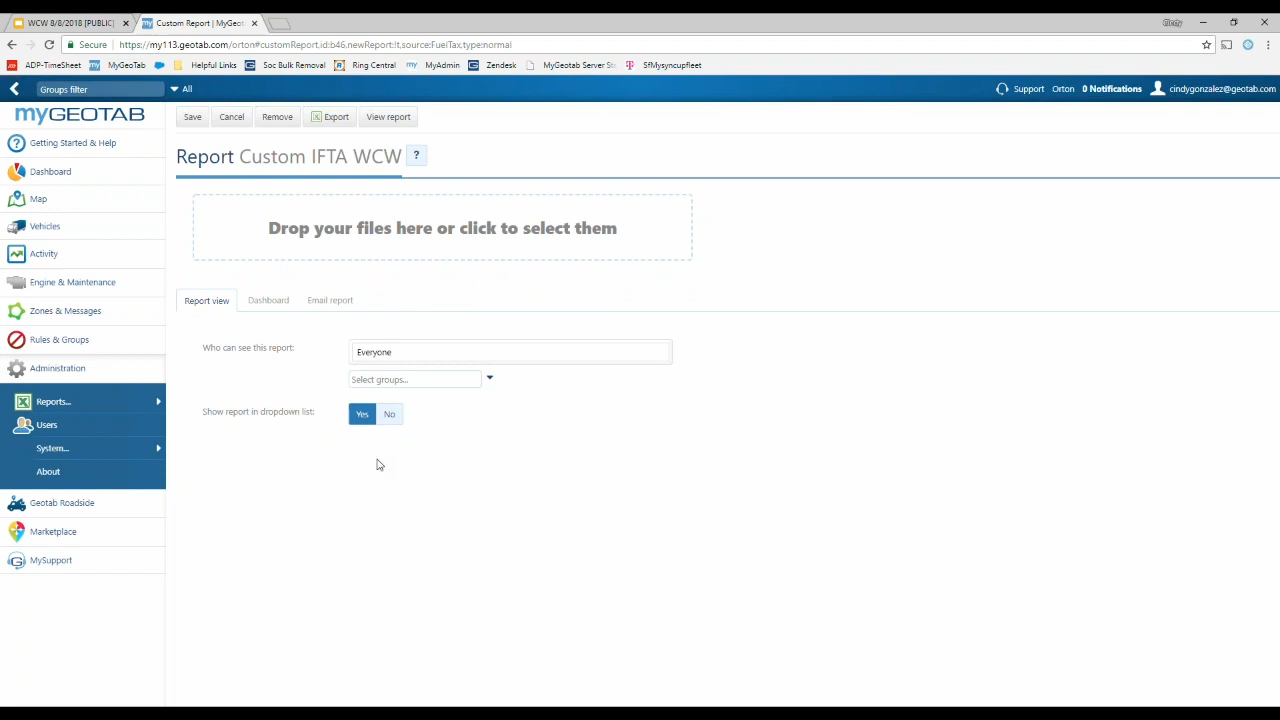 WCW 8/8/2018 [PUBLIC]
Custom Report | MyGeot
Cindy
Secure
https://my113.geotab.com/orton#customReport,id:b46,newReport:!t,source:FuelTax,type:normal
ADP-TimeSheet
MyGeoTab
Helpful Links
Soc Bulk Removal
Ring Central
MyAdmin
Zendesk
MyGeotab Server St
SfMysyncupfleet
Groups filter
All
Support
Orton
0 Notifications
cindygonzalez@geotab.com
myGEOTAB
Save
Cancel
Remove
Export
View report
Getting Started & Help
Report Custom IFTA WCW ?
Dashboard
Map
Vehicles
Drop your files here or click to select them
Activity
Engine & Maintenance
Zones & Messages
Rules & Groups
Administration
Reports...
Users
System...
About
Geotab Roadside
Marketplace
MySupport
Report view
Dashboard
Email report
Who can see this report:
Everyone
Select groups...
Show report in dropdown list:
Yes
No